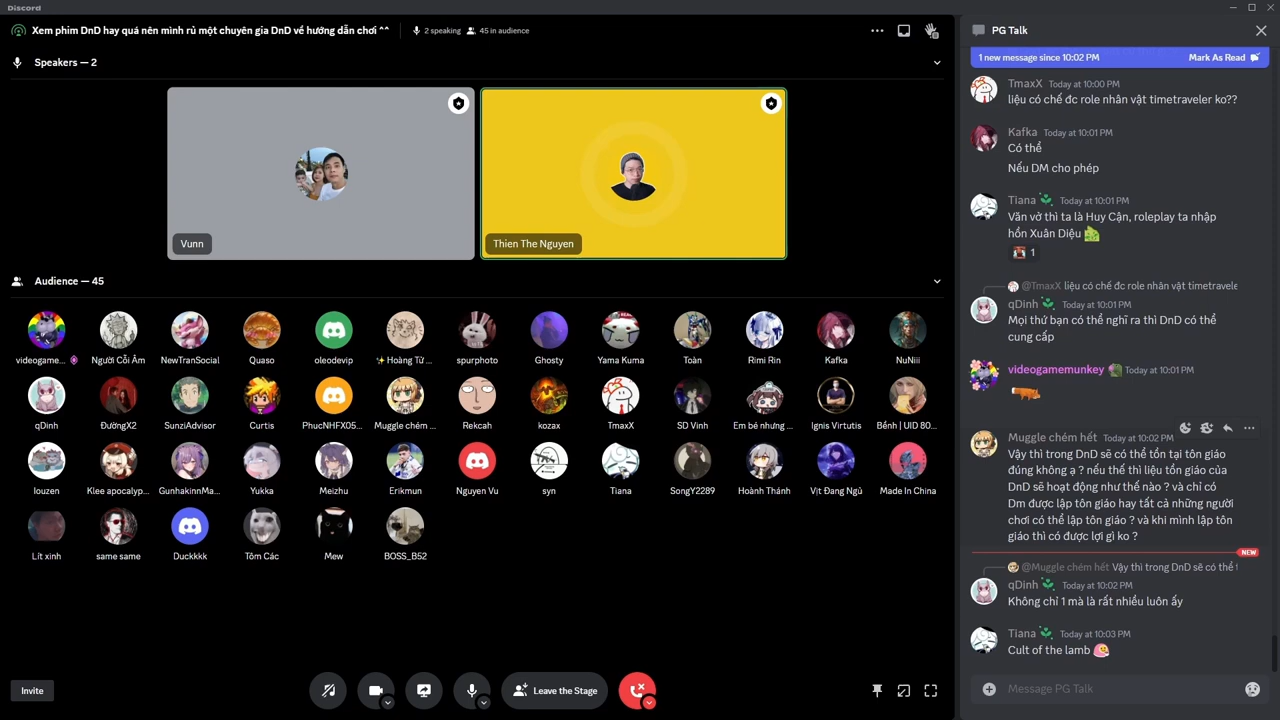 Discord
Xem phim DnD hay quá nên mình rủ một chuyên gia DnD về hướng dẫn chơi ^^
2 speaking
45 in audience
Speakers — 2
Vunn
Thien The Nguyen
Audience — 45
videogame...
Người Cõi Âm
NewTranSocial
Quaso
oleodevip
✨Hoàng Tử ...
spurphoto
Ghosty
Yama Kuma
Toàn
Rimi Rin
Kafka
NuNiii
qDinh
ĐườngX2
SunziAdvisor
Curtis
PhucNHFX05...
Muggle chém ...
Rekcah
kozax
TmaxX
SD Vinh
Em bé nhưng ...
Ignis Virtutis
Bềnh | UID 80...
louzen
Klee apocalyp...
GunhakinnMa...
Yukka
Meizhu
Erikmun
Nguyen Vu
syn
Tiana
SongY2289
Hoành Thánh
Vịt Đang Ngủ
Made In China
Lít xinh
same same
Duckkkk
Tôm Các
Mew
BOSS_B52
Invite
Leave the Stage
PG Talk
1 new message since 10:02 PM
Mark As Read
TmaxX Today at 10:00 PM
liệu có chế đc role nhân vật timetraveler ko??
Kafka Today at 10:01 PM
Có thể
Nếu DM cho phép
Tiana Today at 10:01 PM
Văn vở thì ta là Huy Cận, roleplay ta nhập
hồn Xuân Diệu
1
@TmaxX liệu có chế đc role nhân vật timetravele
qDinh Today at 10:01 PM
Mọi thứ bạn có thể nghĩ ra thì DnD có thể
cung cấp
videogamemunkey Today at 10:01 PM
Muggle chém hết Today at 10:02 PM
Vậy thì trong DnD sẽ có thể tồn tại tôn giáo
đúng không ạ ? nếu thế thì liệu tôn giáo của
DnD sẽ hoạt động như thế nào ? và chỉ có
Dm được lập tôn giáo hay tất cả những người
chơi có thể lập tôn giáo ? và khi mình lập tôn
giáo thì có được lợi gì ko ?
NEW
@Muggle chém hết Vậy thì trong DnD sẽ có thể t
qDinh Today at 10:02 PM
Không chỉ 1 mà là rất nhiều luôn ấy
Tiana Today at 10:03 PM
Cult of the lamb
Message PG Talk